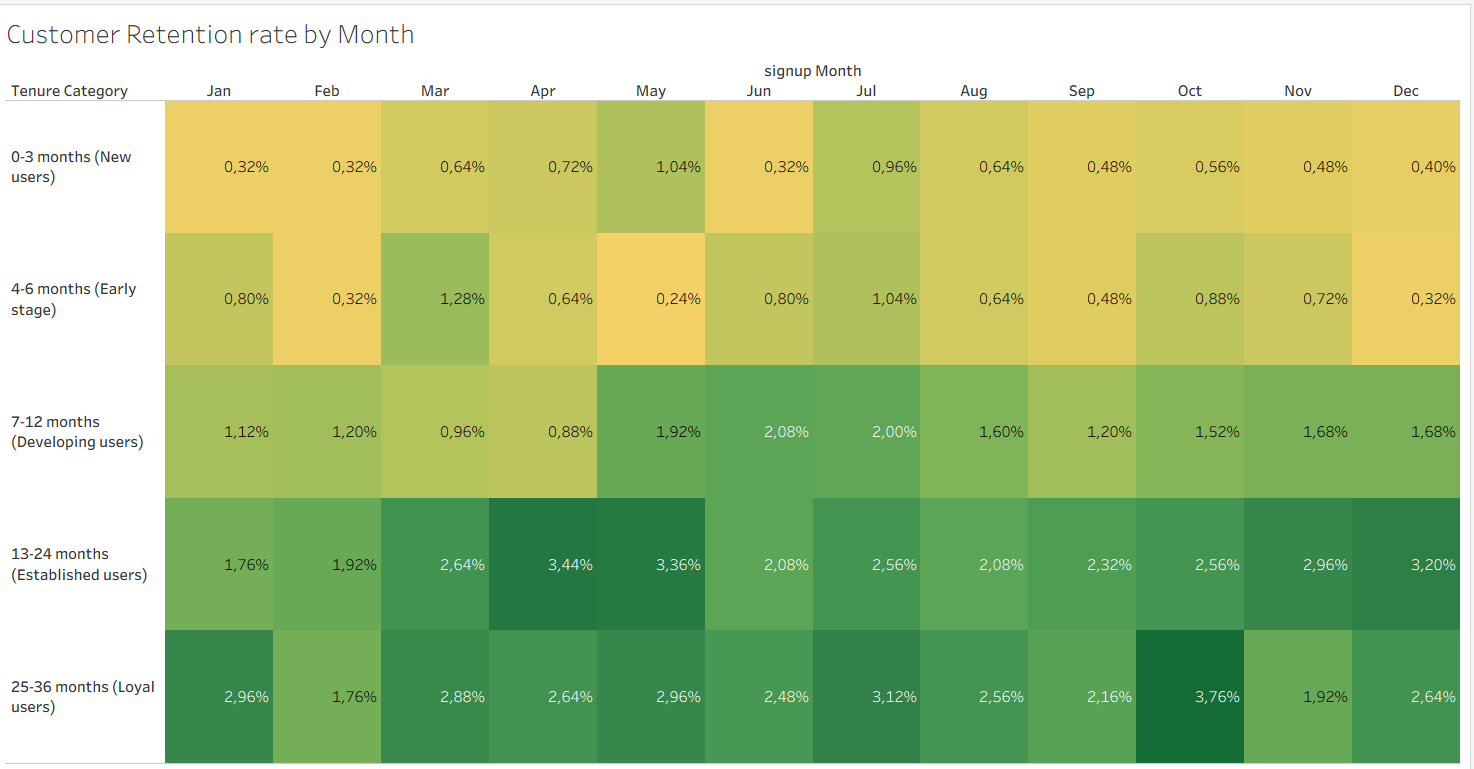 Customer Retention rate by Month
signup Month
Tenure Category Jan Feb Mar Apr May Jun Jul Aug Sep Oct Nov Dec
0-3 months (New
users)
0,32% 0,32% 0,64% 0,72% 1,04% 0,32% 0,96% 0,64% 0,48% 0,56% 0,48% 0,40%
4-6 months (Early
stage)
0,80% 0,32% 1,28% 0,64% 0,24% 0,80% 1,04% 0,64% 0,48% 0,88% 0,72% 0,32%
7-12 months
(Developing users)
1,12% 1,20% 0,96% 0,88% 1,92% 2,08% 2,00% 1,60% 1,20% 1,52% 1,68% 1,68%
13-24 months
(Established users)
1,76% 1,92% 2,64% 3,44% 3,36% 2,08% 2,56% 2,08% 2,32% 2,56% 2,96% 3,20%
25-36 months (Loyal
users)
2,96% 1,76% 2,88% 2,64% 2,96% 2,48% 3,12% 2,56% 2,16% 3,76% 1,92% 2,64%